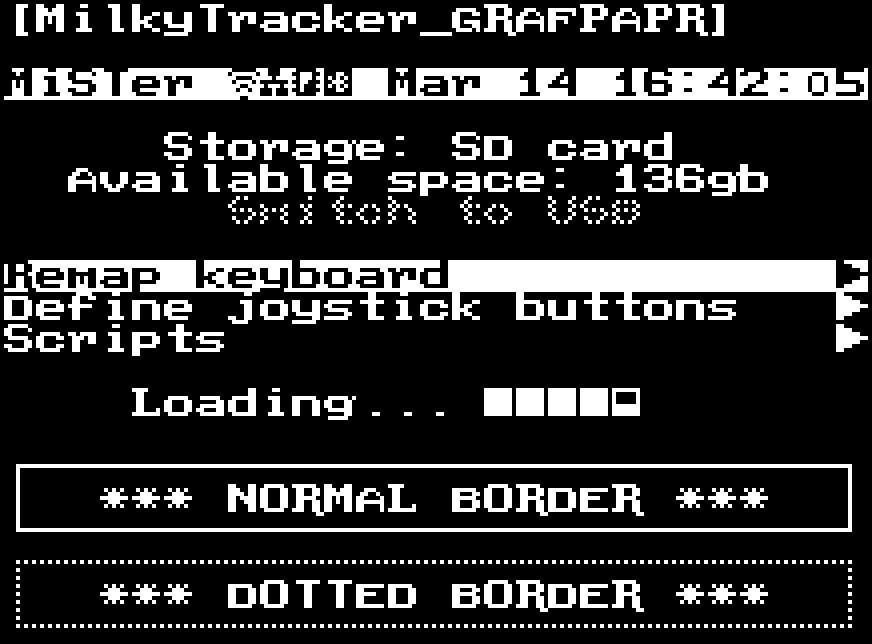 [MilkyTracker_GRAFPAPR]
MiSTer Mar 14 16:42:05
Storage: SD card
Available space: 136gb
Switch to USB
Remap keyboard
Define joystick buttons
Scripts
Loading...
*** NORMAL BORDER ***
*** DOTTED BORDER ***